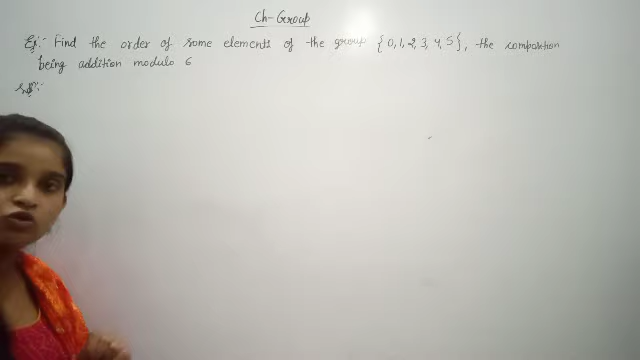 Ch-Group
Ex:- Find the order of some elements of the group {0, 1, 2, 3, 4, 5}, the composition
being addition modulo 6
Solⁿ:-